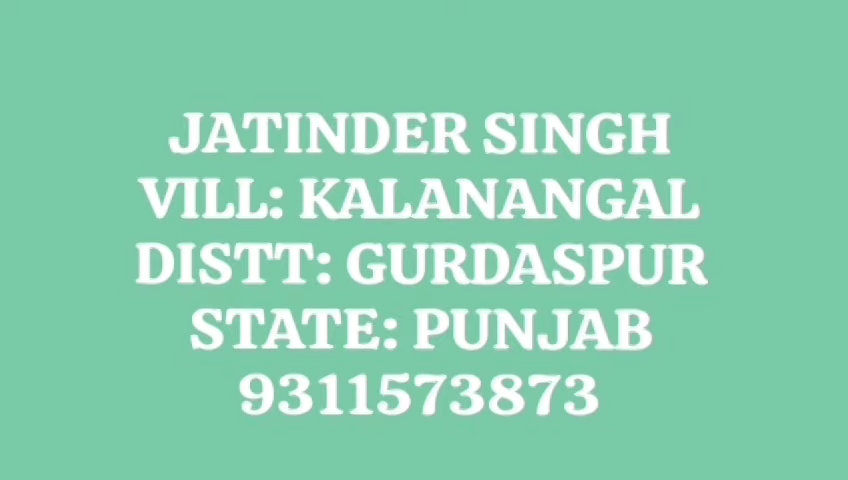 JATINDER SINGH
VILL: KALANANGAL
DISTT: GURDASPUR
STATE: PUNJAB
9311573873